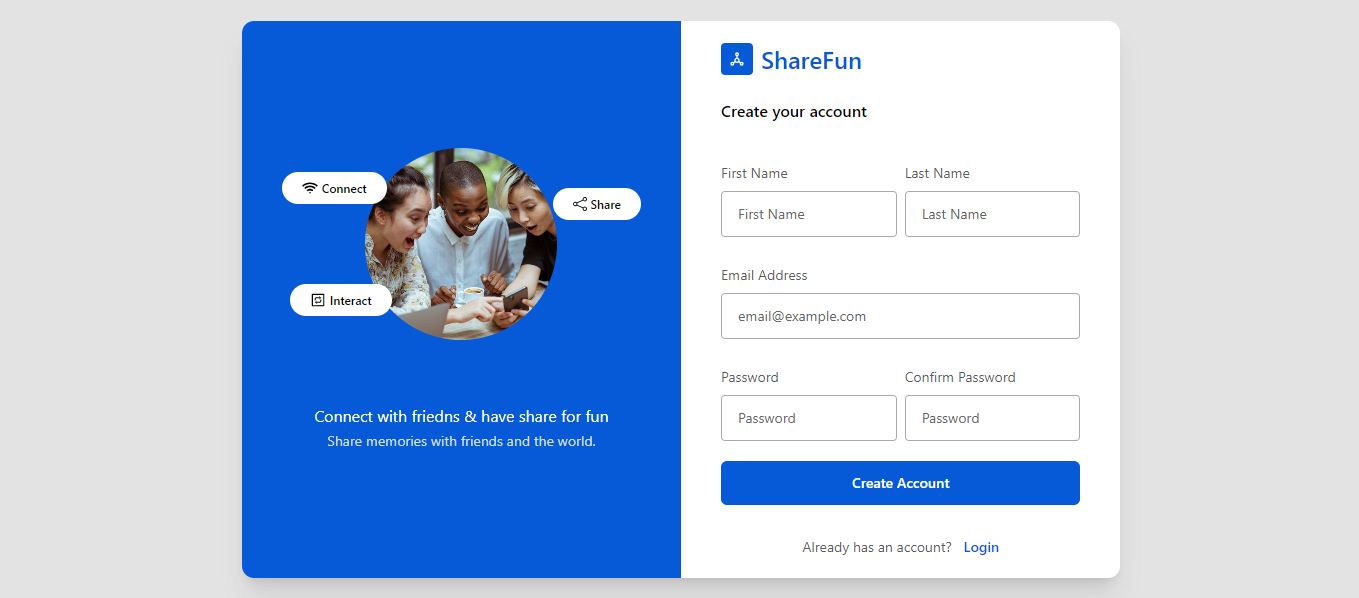 Connect
Share
Interact
Connect with friedns & have share for fun
Share memories with friends and the world.
ShareFun
Create your account
First Name Last Name
First Name Last Name
Email Address
email@example.com
Password Confirm Password
Password Password
Create Account
Already has an account? Login